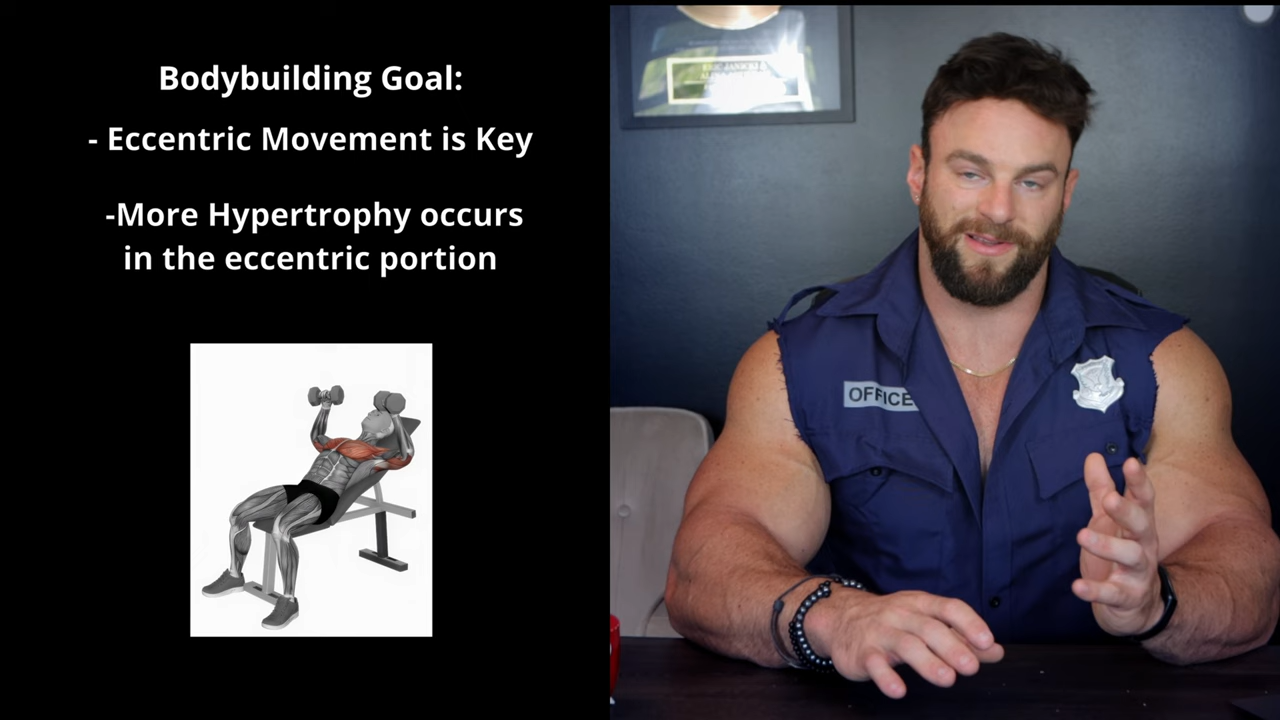 Bodybuilding Goal:
- Eccentric Movement is Key
-More Hypertrophy occurs
in the eccentric portion
OFFICE